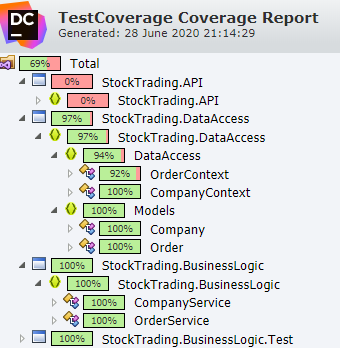 DC
TestCoverage Coverage Report
Generated: 28 June 2020 21:14:29
69% Total
0% StockTrading.API
0% StockTrading.API
97% StockTrading.DataAccess
97% StockTrading.DataAccess
94% DataAccess
92% OrderContext
100% CompanyContext
100% Models
100% Company
100% Order
100% StockTrading.BusinessLogic
100% StockTrading.BusinessLogic
100% CompanyService
100% OrderService
100% StockTrading.BusinessLogic.Test